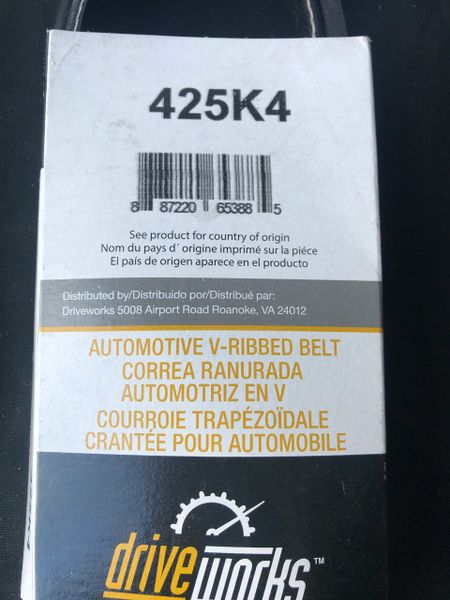 425K4
8 87220 65388 5
See product for country of origin
Nom du pays d´ origine imprimé sur la piéce
El país de origen aparece en el producto
Distributed by/Distribuido por/Distribué par:
Driveworks 5008 Airport Road Roanoke, VA 24012
AUTOMOTIVE V-RIBBED BELT
CORREA RANURADA
AUTOMOTRIZ EN V
COURROIE TRAPÉZOÏDALE
CRANTÉE POUR AUTOMOBILE
driveworks™